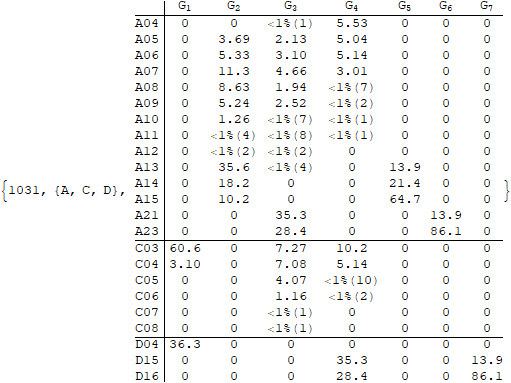 G1 G2 G3 G4 G5 G6 G7
A04 0 0 <1%(1) 5.53 0 0 0
A05 0 3.69 2.13 5.04 0 0 0
A06 0 5.33 3.10 5.14 0 0 0
A07 0 11.3 4.66 3.01 0 0 0
A08 0 8.63 1.94 <1%(7) 0 0 0
A09 0 5.24 2.52 <1%(2) 0 0 0
A10 0 1.26 <1%(7) <1%(1) 0 0 0
A11 0 <1%(4) <1%(8) <1%(1) 0 0 0
A12 0 <1%(2) <1%(2) 0 0 0 0
A13 0 35.6 <1%(4) 0 13.9 0 0
A14 0 18.2 0 0 21.4 0 0
{1031, {A, C, D}, A15 0 10.2 0 0 64.7 0 0 }
A21 0 0 35.3 0 0 13.9 0
A23 0 0 28.4 0 0 86.1 0
C03 60.6 0 7.27 10.2 0 0 0
C04 3.10 0 7.08 5.14 0 0 0
C05 0 0 4.07 <1%(10) 0 0 0
C06 0 0 1.16 <1%(2) 0 0 0
C07 0 0 <1%(1) 0 0 0 0
C08 0 0 <1%(1) 0 0 0 0
D04 36.3 0 0 0 0 0 0
D15 0 0 0 35.3 0 0 13.9
D16 0 0 0 28.4 0 0 86.1